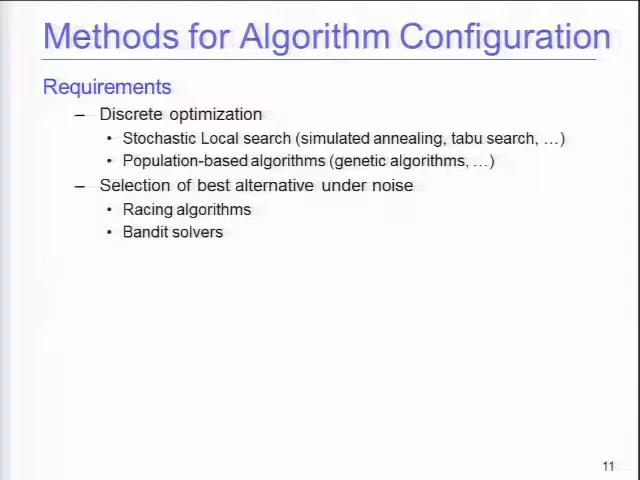 Methods for Algorithm Configuration
Requirements
– Discrete optimization
• Stochastic Local search (simulated annealing, tabu search, …)
• Population-based algorithms (genetic algorithms, …)
– Selection of best alternative under noise
• Racing algorithms
• Bandit solvers
11